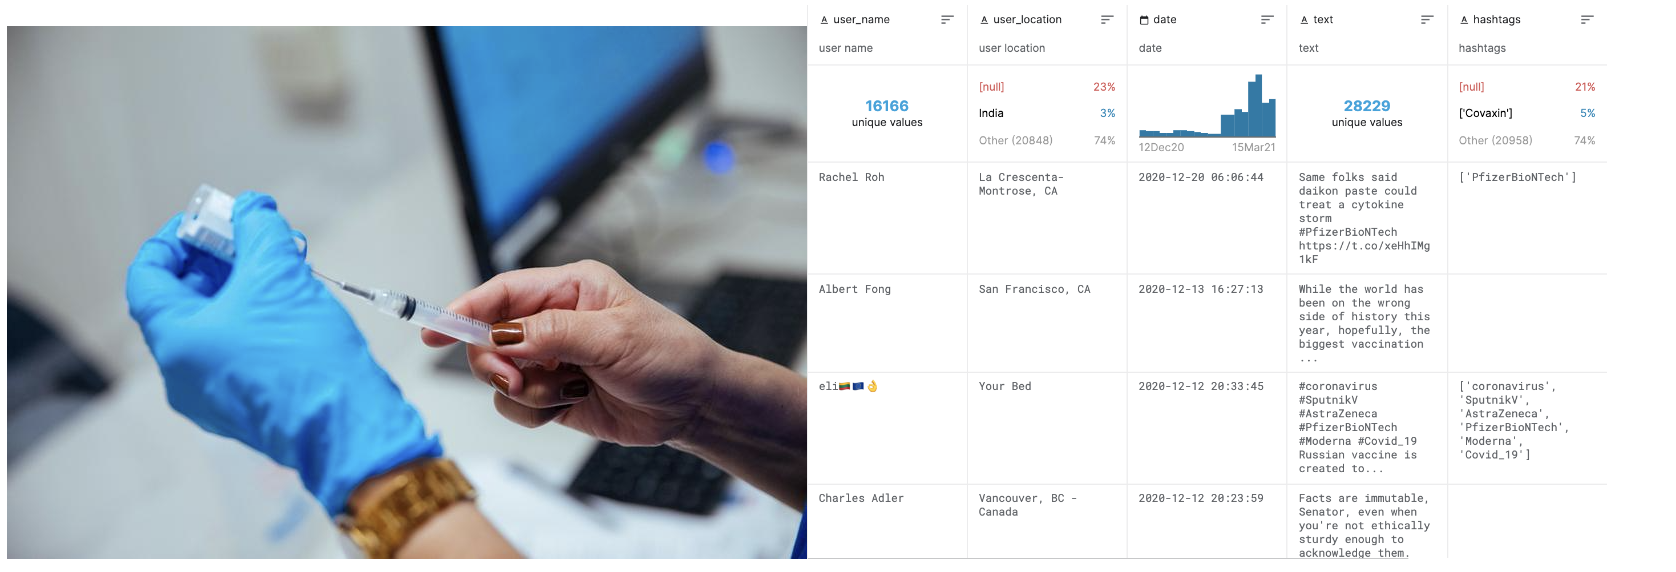 user_name
user_location
date
text
hashtags
user name
user location
date
text
hashtags
16166
unique values
[null] 23%
India 3%
Other (20848) 74%
12Dec20 15Mar21
28229
unique values
[null] 21%
['Covaxin'] 5%
Other (20958) 74%
Rachel Roh
La Crescenta-
Montrose, CA
2020-12-20 06:06:44
Same folks said
daikon paste could
treat a cytokine
storm
#PfizerBioNTech
https://t.co/xeHhIMg
1kF
['PfizerBioNTech']
Albert Fong
San Francisco, CA
2020-12-13 16:27:13
While the world has
been on the wrong
side of history this
year, hopefully, the
biggest vaccination
...
eli🇱🇹🇪🇺👌
Your Bed
2020-12-12 20:33:45
#coronavirus
#SputnikV
#AstraZeneca
#PfizerBioNTech
#Moderna #Covid_19
Russian vaccine is
created to...
['coronavirus',
'SputnikV',
'AstraZeneca',
'PfizerBioNTech',
'Moderna',
'Covid_19']
Charles Adler
Vancouver, BC -
Canada
2020-12-12 20:23:59
Facts are immutable,
Senator, even when
you're not ethically
sturdy enough to
acknowledge them.